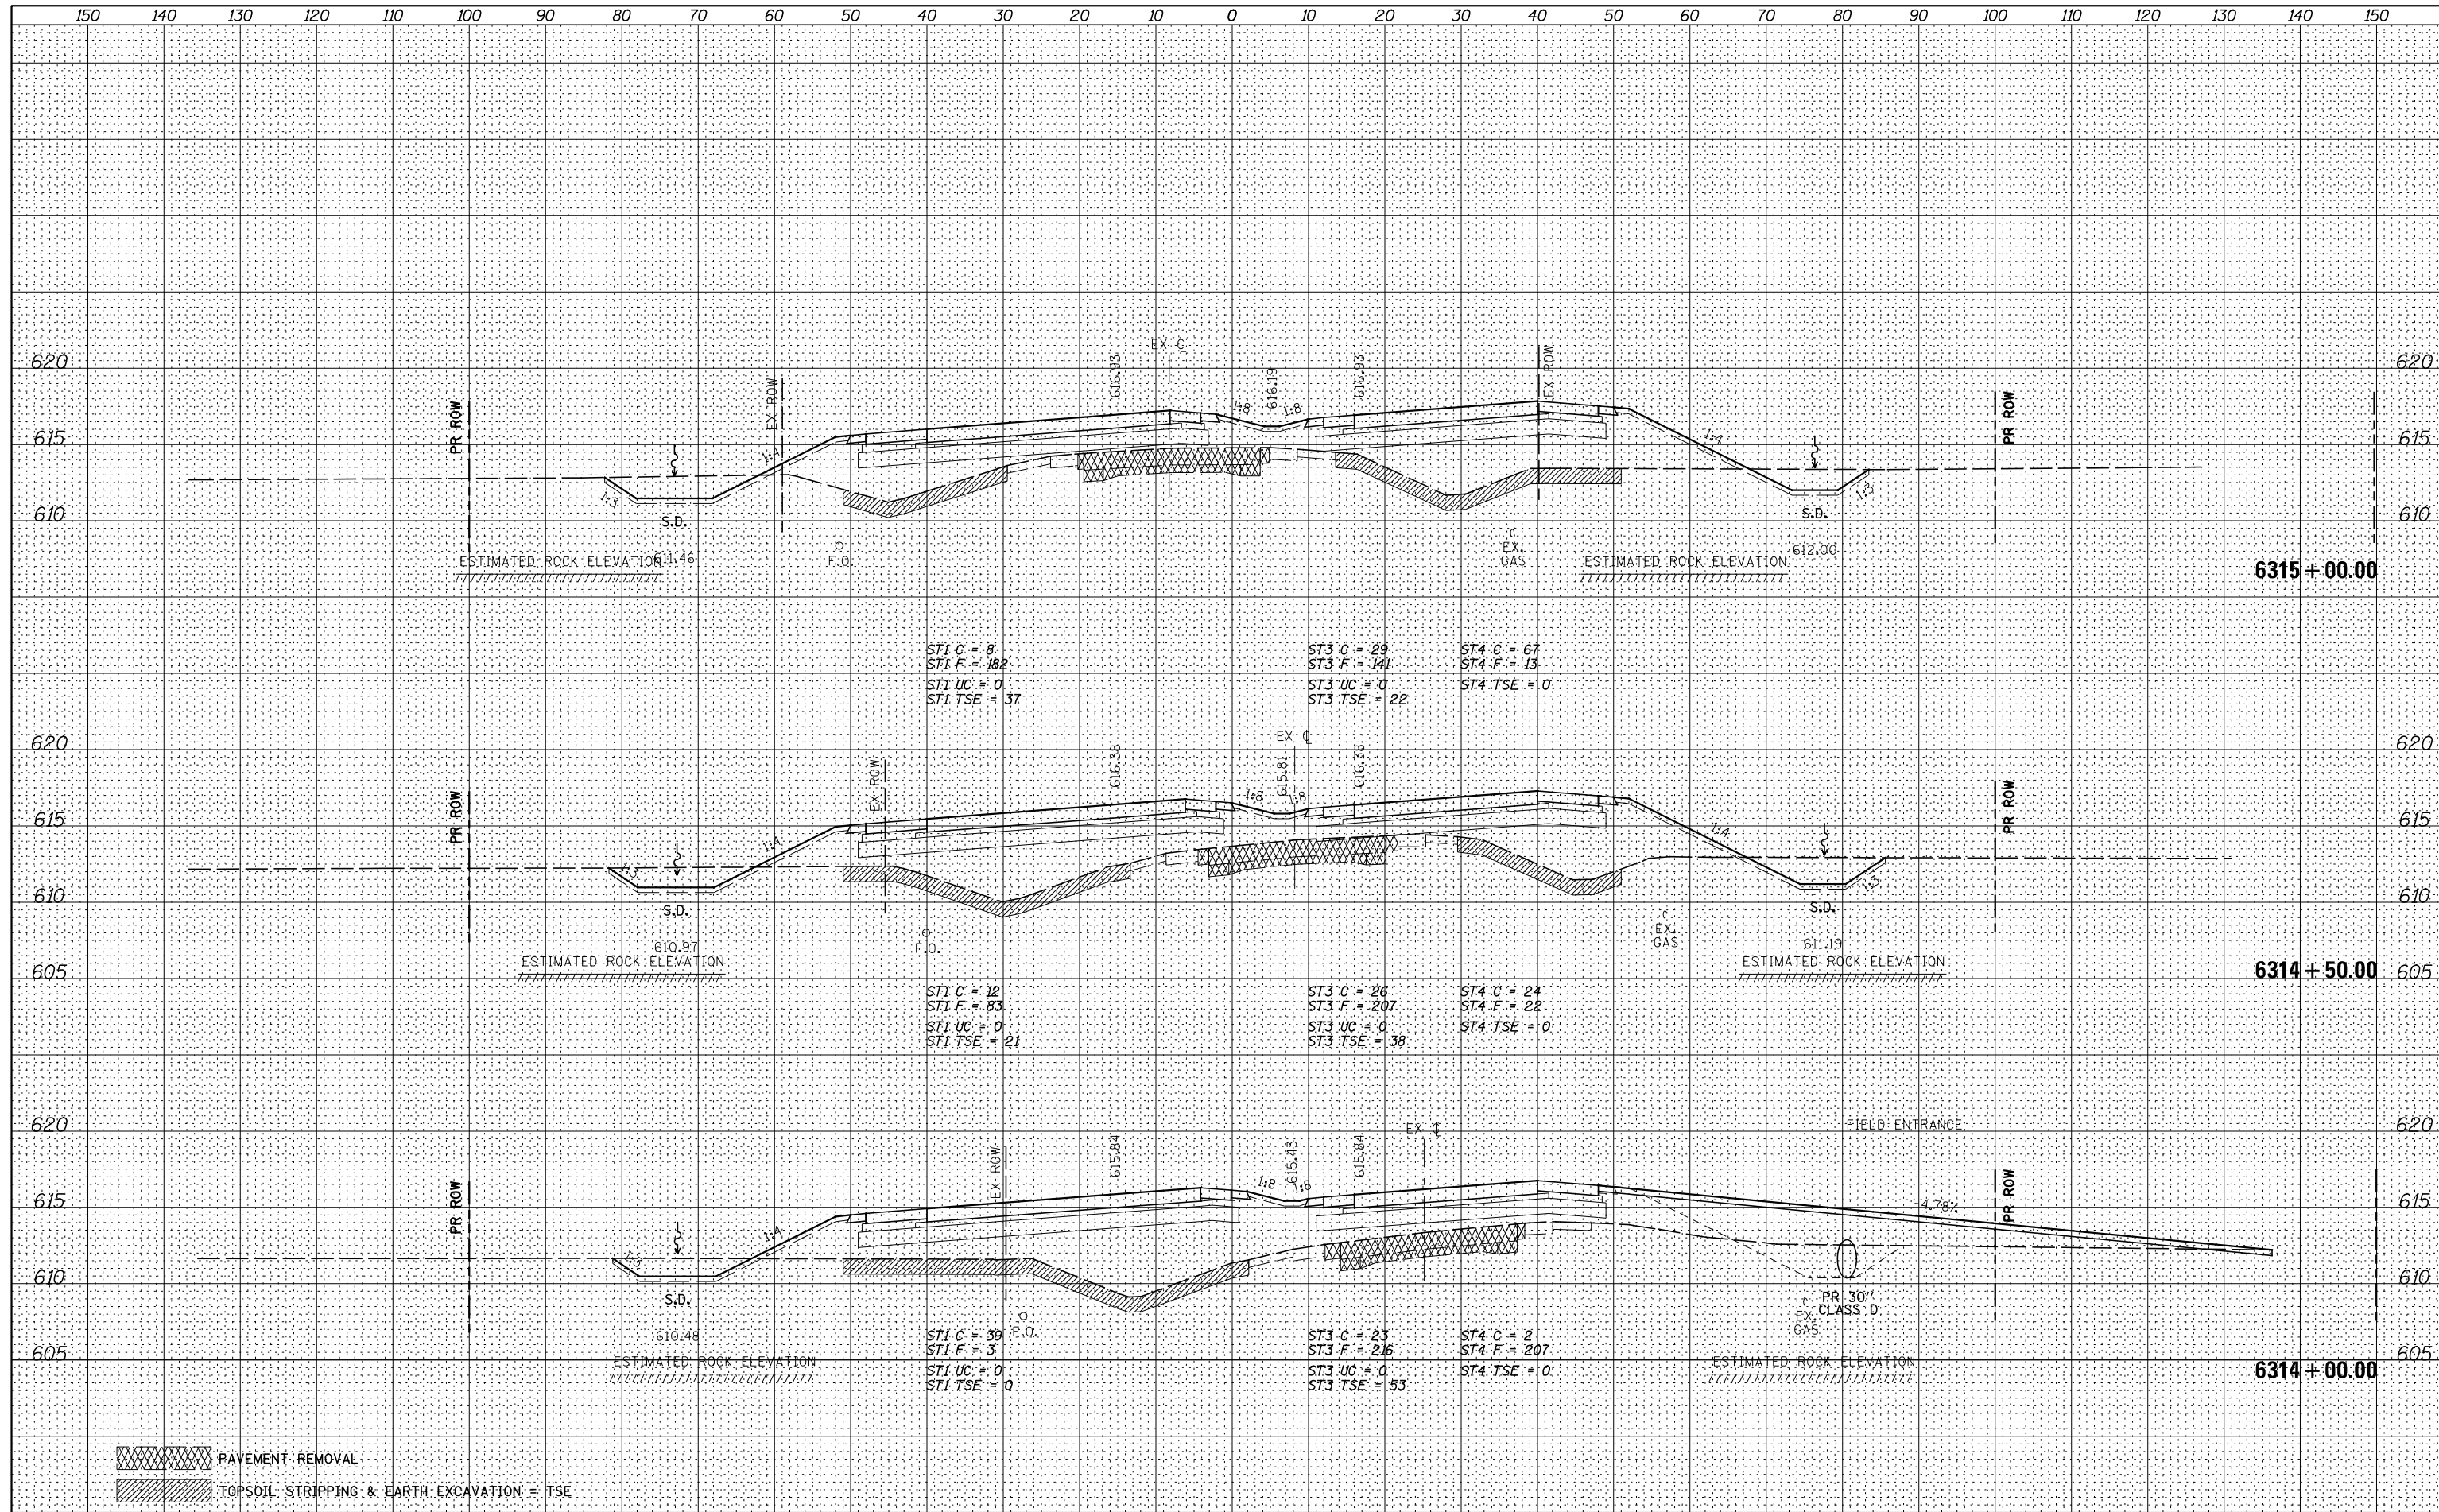 150 140 130 120 110 100 90 80 70 60 50 40 30 20 10 0 10 20 30 40 50 60 70 80 90 100 110 120 130 140 150
EX ℄
620 620
616.93 616.19 616.93
EX ROW EX ROW
1:8 1:8
PR ROW PR ROW
615 615
1:4 1:4
1:3 1:3
610 S.D. S.D. 610
ESTIMATED ROCK ELEVATION 611.46
F.O.
EX.
GAS
ESTIMATED ROCK ELEVATION
612.00
6315+00.00
ST1 C = 8 ST3 C = 29 ST4 C = 67
ST1 F = 182 ST3 F = 141 ST4 F = 13
ST1 UC = 0 ST3 UC = 0 ST4 TSE = 0
ST1 TSE = 37 ST3 TSE = 22
EX ℄
620 620
616.38 615.81 616.38
EX ROW
1:8 1:8
PR ROW PR ROW
615 615
1:4 1:4
1:3 1:3
610 S.D. S.D. 610
F.O.
EX.
GAS
610.97 611.19
ESTIMATED ROCK ELEVATION ESTIMATED ROCK ELEVATION
605 6314+50.00 605
ST1 C = 12 ST3 C = 26 ST4 C = 24
ST1 F = 83 ST3 F = 207 ST4 F = 22
ST1 UC = 0 ST3 UC = 0 ST4 TSE = 0
ST1 TSE = 21 ST3 TSE = 38
620 EX ℄ FIELD ENTRANCE 620
615.84 615.43 615.84
EX ROW
1:8 1:8
PR ROW PR ROW
615 -4.78% 615
1:4
1:3
610 S.D. 610
PR 30"
CLASS D
EX.
GAS
610.48
F.O.
ST1 C = 39 ST3 C = 23 ST4 C = 2
ST1 F = 3 ST3 F = 216 ST4 F = 207
605 605
ESTIMATED ROCK ELEVATION ESTIMATED ROCK ELEVATION
ST1 UC = 0 ST3 UC = 0 ST4 TSE = 0
ST1 TSE = 0 ST3 TSE = 53
6314+00.00
PAVEMENT REMOVAL
TOPSOIL STRIPPING & EARTH EXCAVATION = TSE